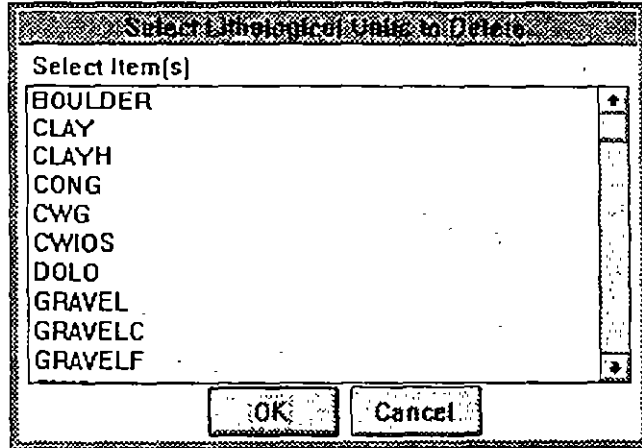 Select Lithological Units to Delete...
Select Item(s)
BOULDER
CLAY
CLAYH
CONG
CWG
CWIOS
DOLO
GRAVEL
GRAVELC
GRAVELF
OK
Cancel